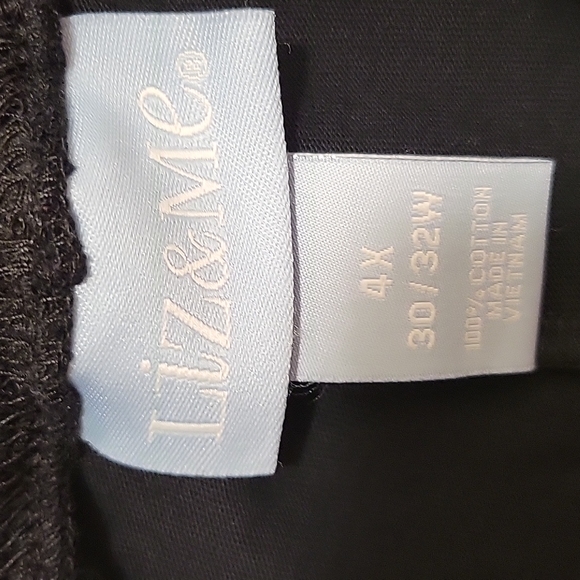 Liz&Me®
4X
30/32W
100% COTTON
MADE IN
VIETNAM